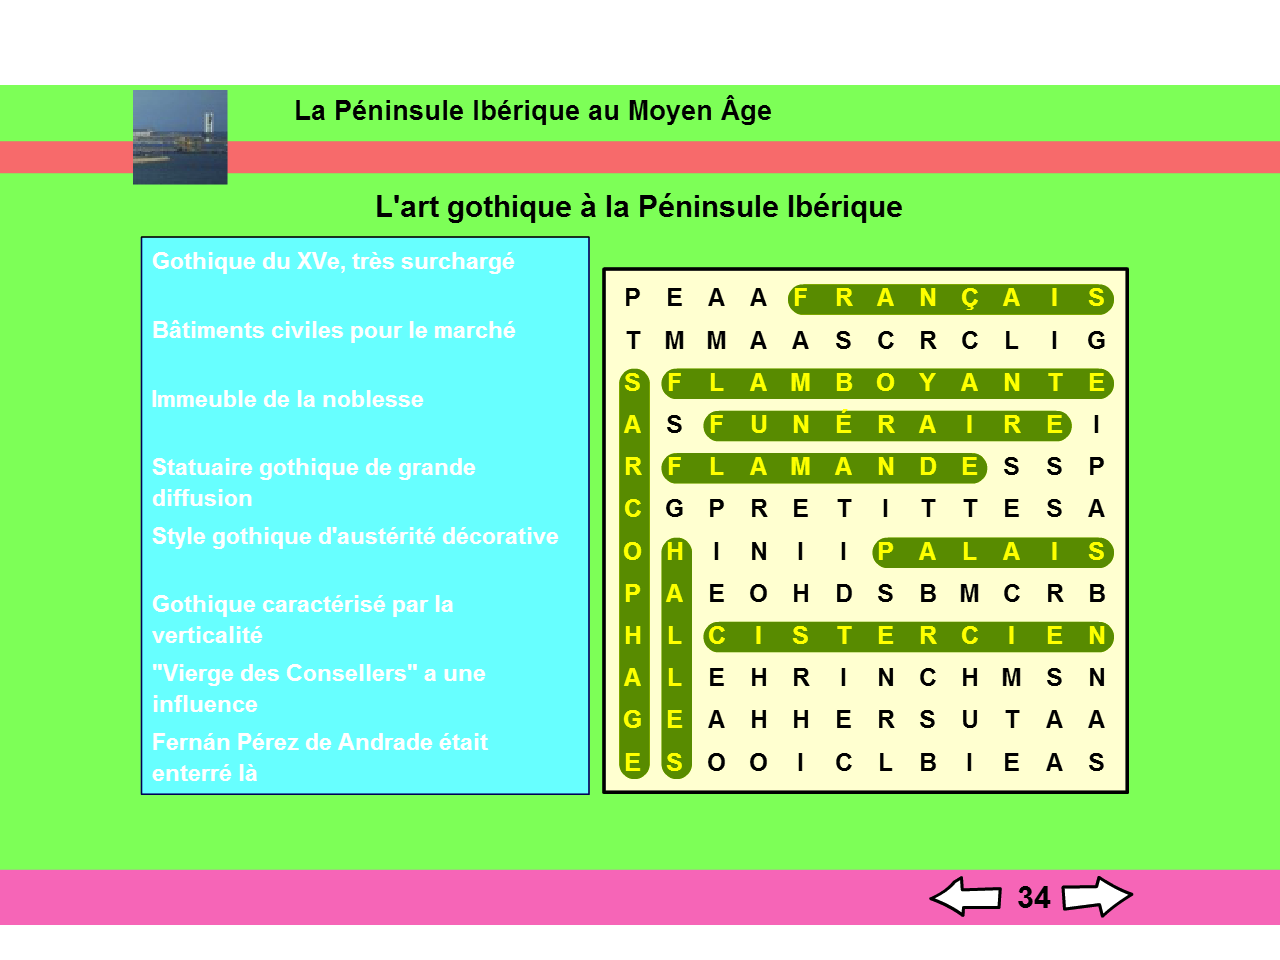 La Péninsule Ibérique au Moyen Âge
L'art gothique à la Péninsule Ibérique
Gothique du XVe, très surchargé
Bâtiments civiles pour le marché
Immeuble de la noblesse
Statuaire gothique de grande
diffusion
Style gothique d'austérité décorative
Gothique caractérisé par la
verticalité
"Vierge des Consellers" a une
influence
Fernán Pérez de Andrade était
enterré là
P E A A F R A N Ç A I S
T M M A A S C R C L I G
S F L A M B O Y A N T E
A S F U N É R A I R E I
R F L A M A N D E S S P
C G P R E T I T T E S A
O H I N I I P A L A I S
P A E O H D S B M C R B
H L C I S T E R C I E N
A L E H R I N C H M S N
G E A H H E R S U T A A
E S O O I C L B I E A S
34